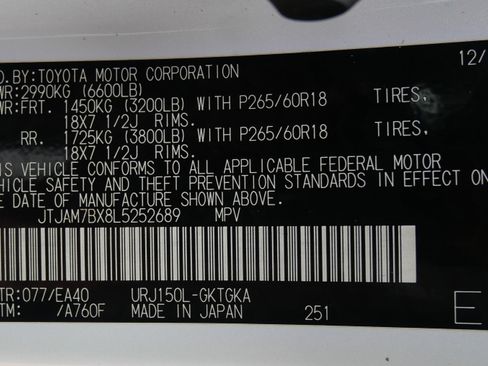 D.BY:TOYOTA MOTOR CORPORATION 12/
WR:2990KG (6600LB)
WR:FRT. 1450KG (3200LB) WITH P265/60R18 TIRES,
18X7 1/2J RIMS.
RR. 1725KG (3800LB) WITH P265/60R18 TIRES,
18X7 1/2J RIMS.
IS VEHICLE CONFORMS TO ALL APPLICABLE FEDERAL MOTOR
EHICLE SAFETY AND THEFT PREVENTION STANDARDS IN EFFECT ON
E DATE OF MANUFACTURE SHOWN ABOVE.
JTJAM7BX8L5252689 MPV
TR:077/EA40 URJ150L-GKTGKA
TM: /A760F MADE IN JAPAN 251 E